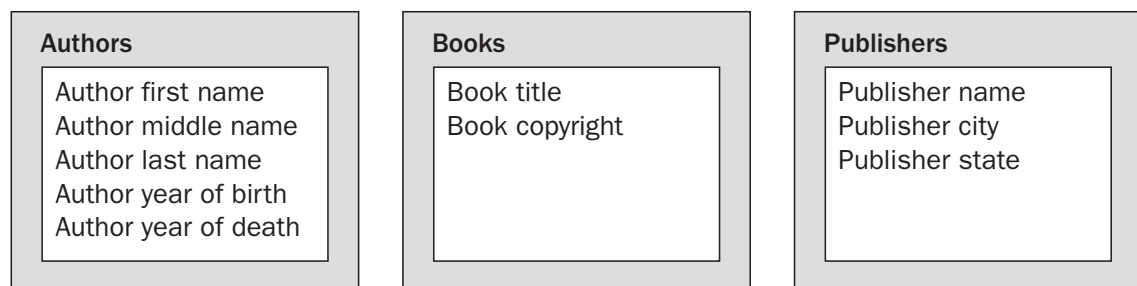 Authors
Author first name
Author middle name
Author last name
Author year of birth
Author year of death
Books
Book title
Book copyright
Publishers
Publisher name
Publisher city
Publisher state